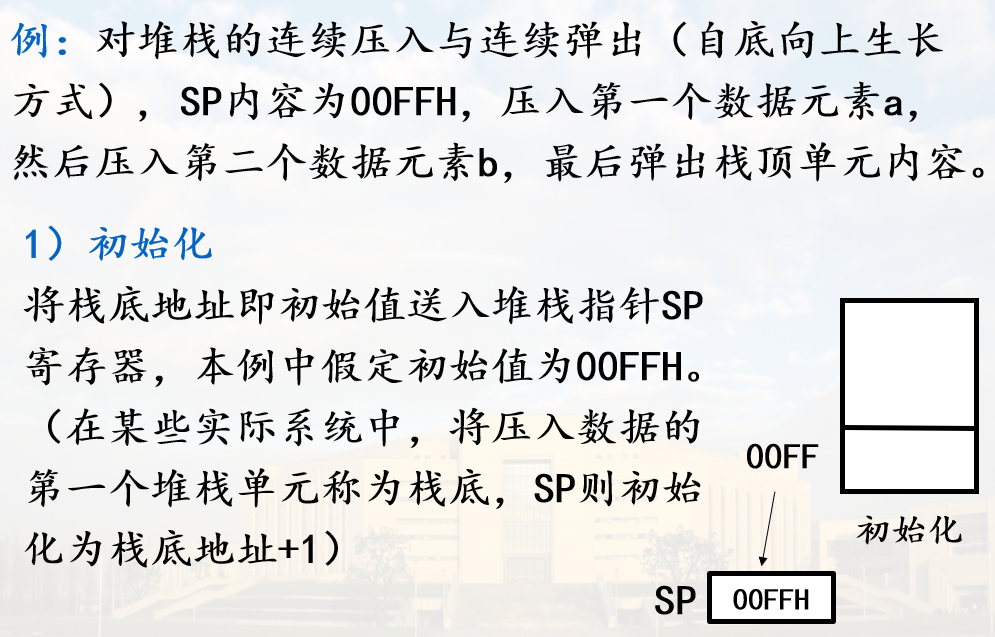 例：对堆栈的连续压入与连续弹出（自底向上生长
方式），SP内容为00FFH，压入第一个数据元素a，
然后压入第二个数据元素b，最后弹出栈顶单元内容。
1）初始化
将栈底地址即初始值送入堆栈指针SP
寄存器，本例中假定初始值为00FFH。
（在某些实际系统中，将压入数据的
第一个堆栈单元称为栈底，SP则初始
化为栈底地址+1）
00FF
初始化
SP 00FFH